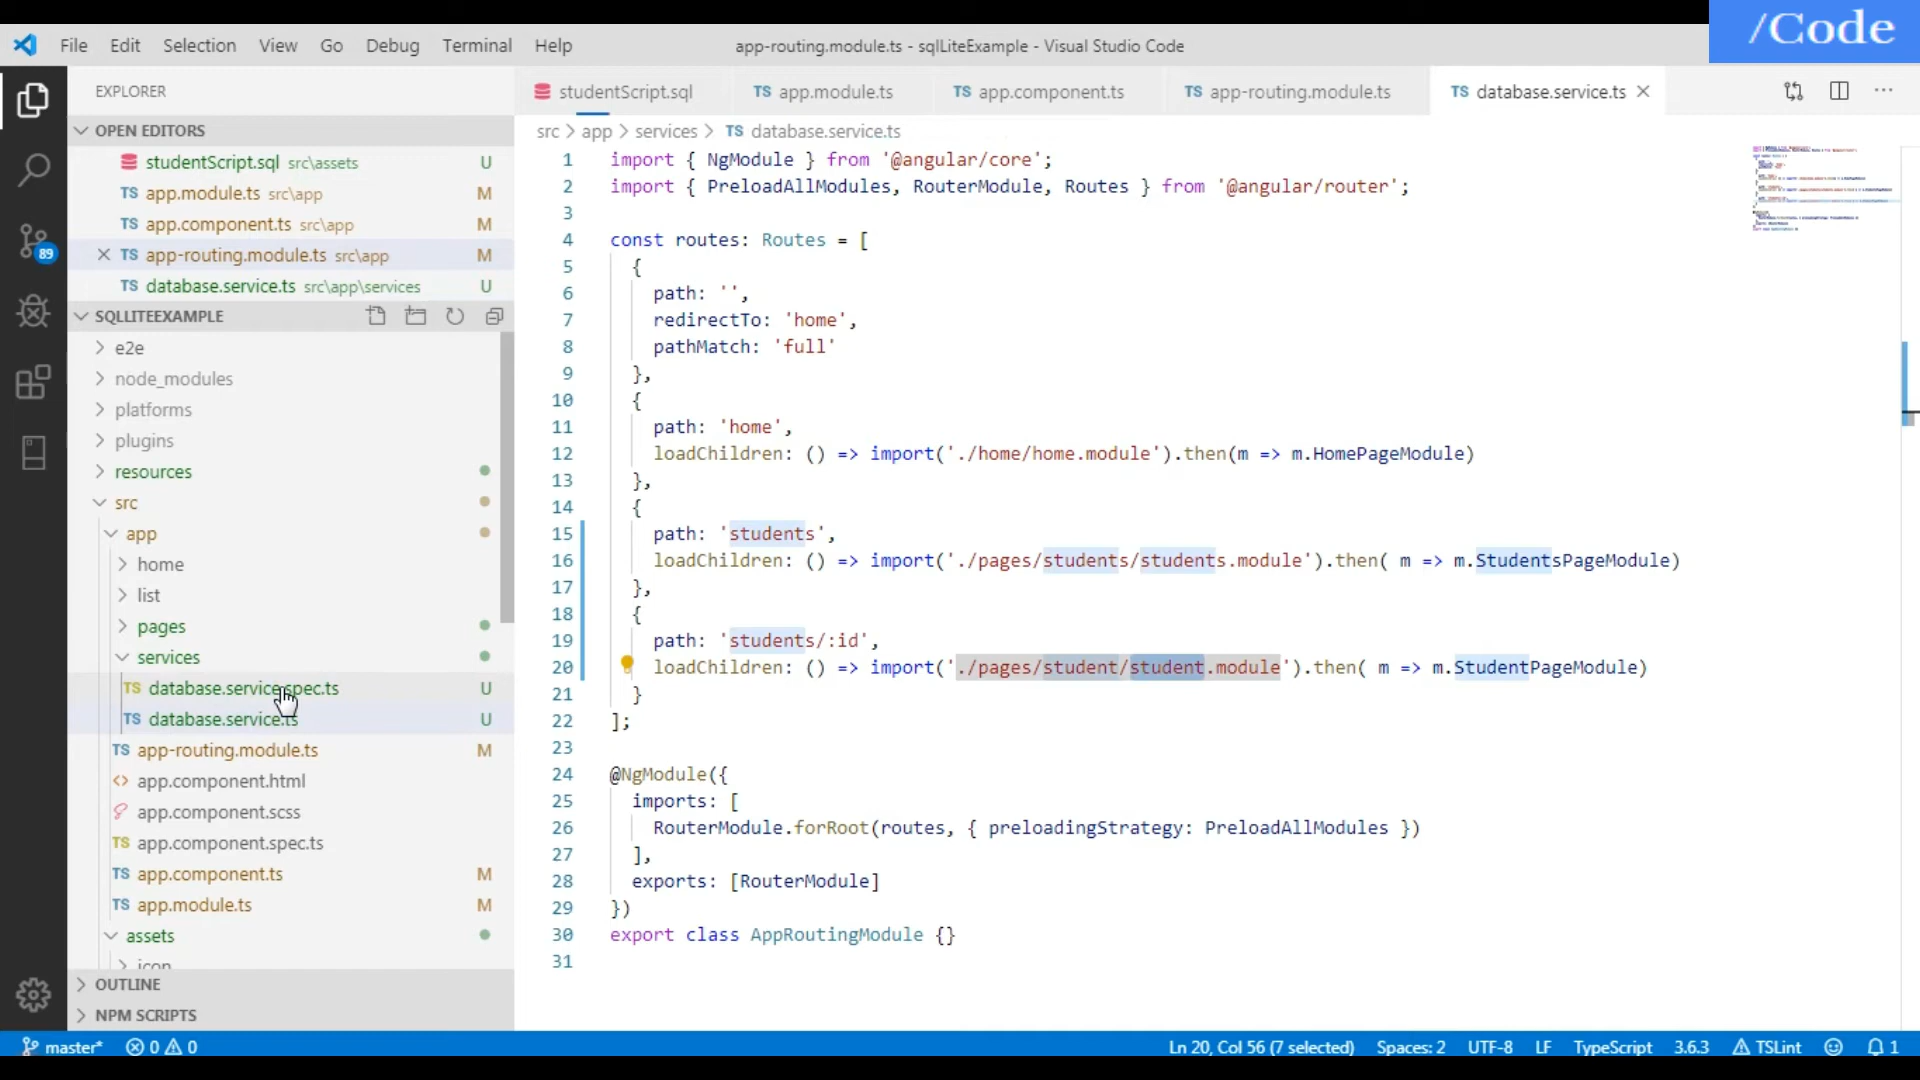 /Code
File Edit Selection View Go Debug Terminal Help
app-routing.module.ts - sqlLiteExample - Visual Studio Code
EXPLORER
OPEN EDITORS
studentScript.sql src\assets U
TS app.module.ts src\app M
TS app.component.ts src\app M
TS app-routing.module.ts src\app M
TS database.service.ts src\app\services U
SQLLITEEXAMPLE
e2e
node_modules
platforms
plugins
resources
src
app
home
list
pages
services
TS database.service.spec.ts U
TS database.service.ts U
TS app-routing.module.ts M
app.component.html
app.component.scss
TS app.component.spec.ts
TS app.component.ts M
TS app.module.ts M
assets
icon
OUTLINE
NPM SCRIPTS
89
studentScript.sql TS app.module.ts TS app.component.ts TS app-routing.module.ts TS database.service.ts
src > app > services > TS database.service.ts
1 import { NgModule } from '@angular/core';
2 import { PreloadAllModules, RouterModule, Routes } from '@angular/router';
3
4 const routes: Routes = [
5 {
6 path: '',
7 redirectTo: 'home',
8 pathMatch: 'full'
9 },
10 {
11 path: 'home',
12 loadChildren: () => import('./home/home.module').then(m => m.HomePageModule)
13 },
14 {
15 path: 'students',
16 loadChildren: () => import('./pages/students/students.module').then( m => m.StudentsPageModule)
17 },
18 {
19 path: 'students/:id',
20 loadChildren: () => import('./pages/student/student.module').then( m => m.StudentPageModule)
21 }
22 ];
23
24 @NgModule({
25 imports: [
26 RouterModule.forRoot(routes, { preloadingStrategy: PreloadAllModules })
27 ],
28 exports: [RouterModule]
29 })
30 export class AppRoutingModule {}
31
master* 0 0 Ln 20, Col 56 (7 selected) Spaces: 2 UTF-8 LF TypeScript 3.6.3 TSLint 1